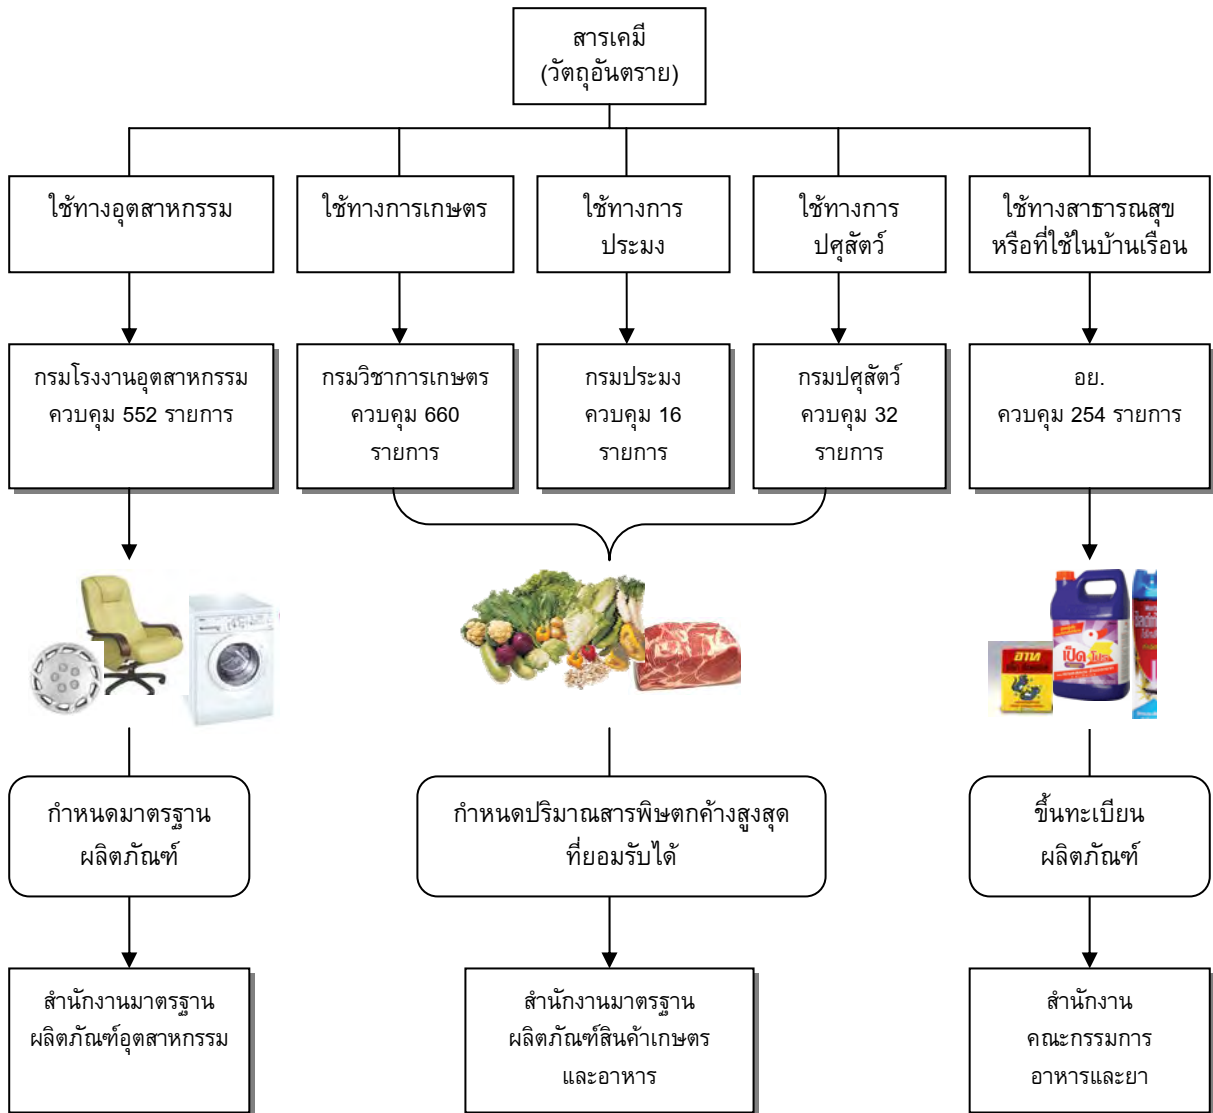 สารเคมี
(วัตถุอันตราย)
ใช้ทางอุตสาหกรรม
ใช้ทางการเกษตร
ใช้ทางการ
ประมง
ใช้ทางการ
ปศุสัตว์
ใช้ทางสาธารณสุข
หรือที่ใช้ในบ้านเรือน
กรมโรงงานอุตสาหกรรม
ควบคุม 552 รายการ
กรมวิชาการเกษตร
ควบคุม 660
รายการ
กรมประมง
ควบคุม 16
รายการ
กรมปศุสัตว์
ควบคุม 32
รายการ
อย.
ควบคุม 254 รายการ
อาท
เป็ด
โปร
กำหนดมาตรฐาน
ผลิตภัณฑ์
กำหนดปริมาณสารพิษตกค้างสูงสุด
ที่ยอมรับได้
ขึ้นทะเบียน
ผลิตภัณฑ์
สำนักงานมาตรฐาน
ผลิตภัณฑ์อุตสาหกรรม
สำนักงานมาตรฐาน
ผลิตภัณฑ์สินค้าเกษตร
และอาหาร
สำนักงาน
คณะกรรมการ
อาหารและยา